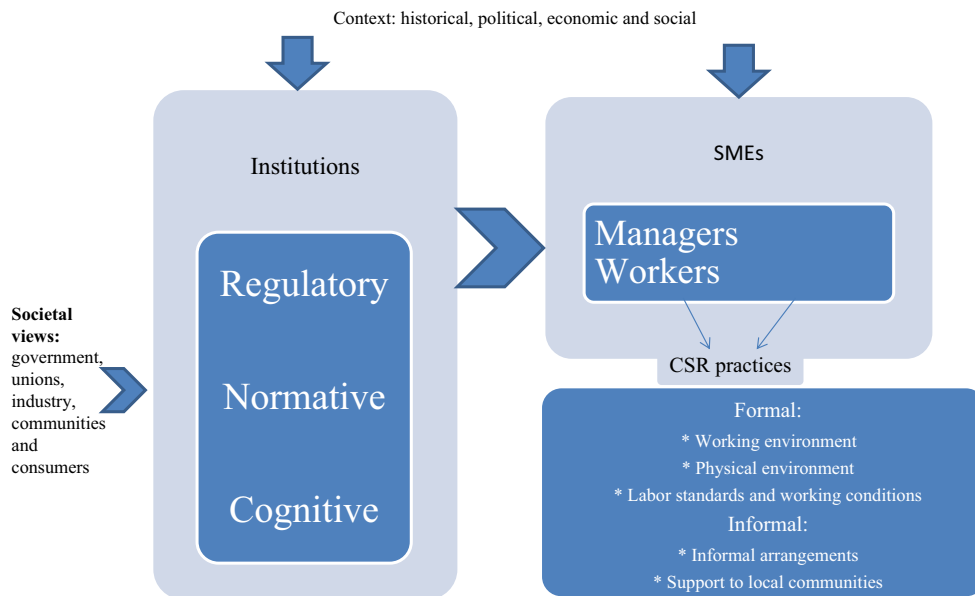 Context: historical, political, economic and social
Institutions
Regulatory
Normative
Cognitive
Societal
views:
government,
unions,
industry,
communities
and
consumers
SMEs
Managers
Workers
CSR practices
Formal:
* Working environment
* Physical environment
* Labor standards and working conditions
Informal:
* Informal arrangements
* Support to local communities